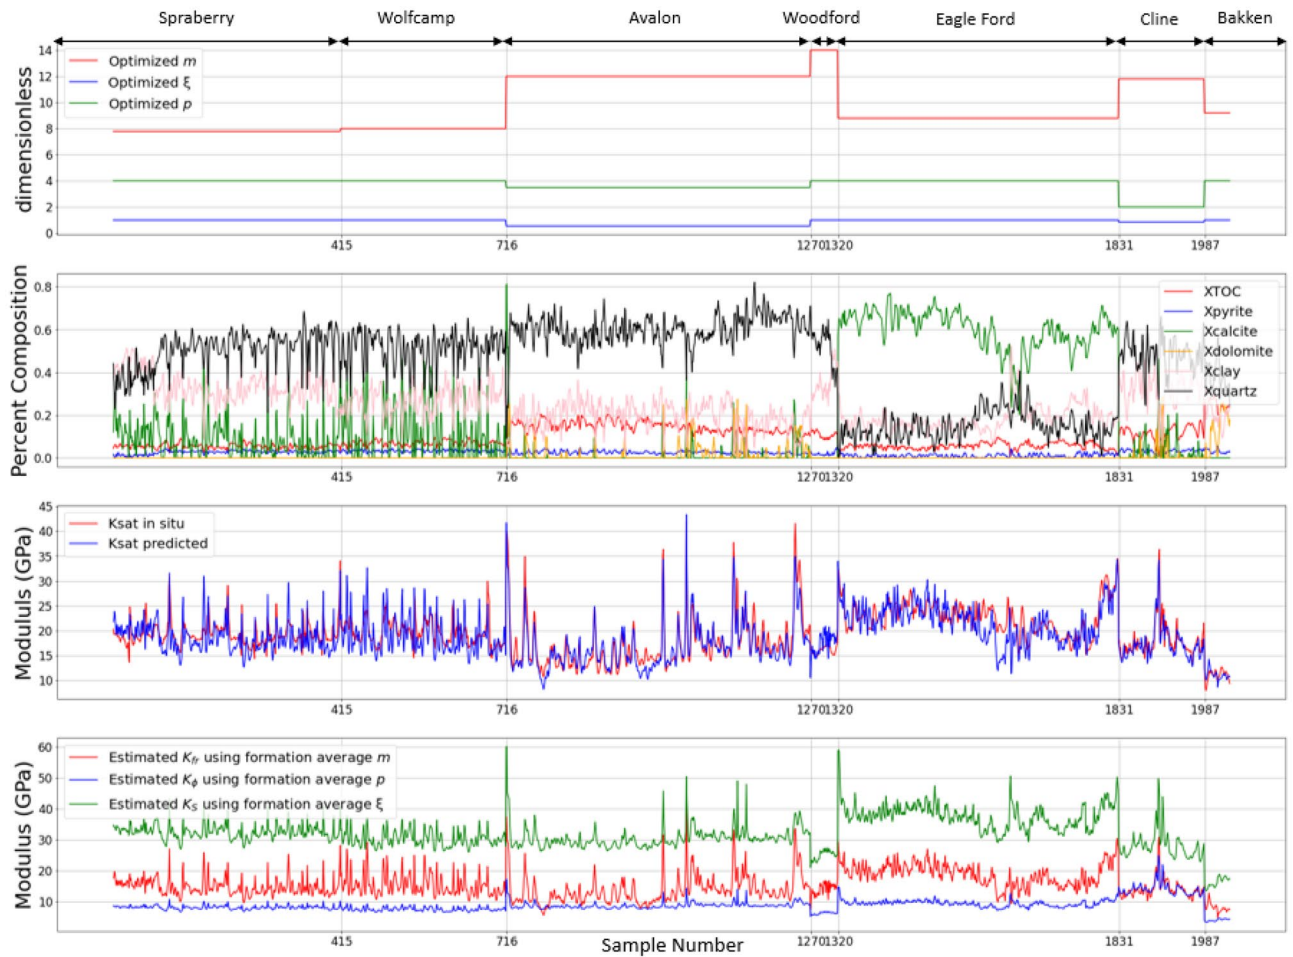 Spraberry Wolfcamp Avalon Woodford Eagle Ford Cline Bakken
dimensionless
14
12
10
8
6
4
2
0
Optimized m
Optimized ξ
Optimized p
415 716 1270 1320 1831 1987
Percent Composition
0.8
0.6
0.4
0.2
0.0
XTOC
Xpyrite
Xcalcite
Xdolomite
Xclay
Xquartz
415 716 1270 1320 1831 1987
Modululs (GPa)
45
40
35
30
25
20
15
10
Ksat in situ
Ksat predicted
415 716 1270 1320 1831 1987
Modulus (GPa)
60
50
40
30
20
10
Estimated K_fr using formation average m
Estimated K_ϕ using formation average p
Estimated K_S using formation average ξ
415 716 1270 1320 1831 1987
Sample Number